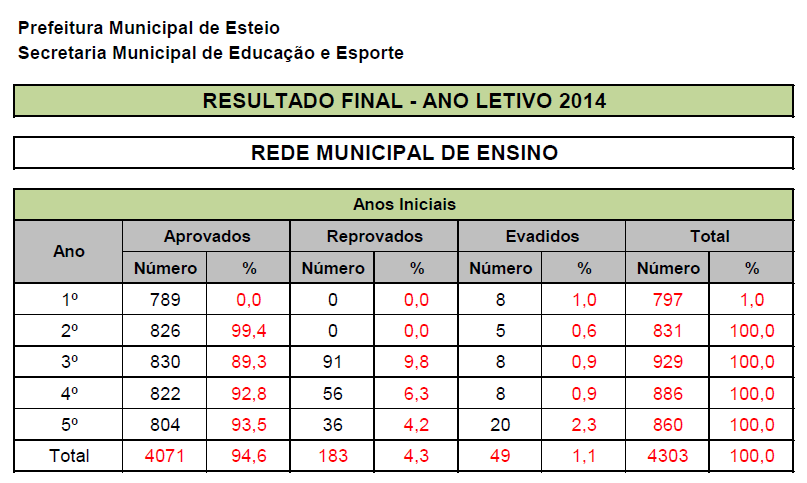 Prefeitura Municipal de Esteio
Secretaria Municipal de Educação e Esporte
RESULTADO FINAL - ANO LETIVO 2014
REDE MUNICIPAL DE ENSINO
Anos Iniciais
Ano Aprovados Reprovados Evadidos Total
Número % Número % Número % Número %
1º 789 0,0 0 0,0 8 1,0 797 1,0
2º 826 99,4 0 0,0 5 0,6 831 100,0
3º 830 89,3 91 9,8 8 0,9 929 100,0
4º 822 92,8 56 6,3 8 0,9 886 100,0
5º 804 93,5 36 4,2 20 2,3 860 100,0
Total 4071 94,6 183 4,3 49 1,1 4303 100,0